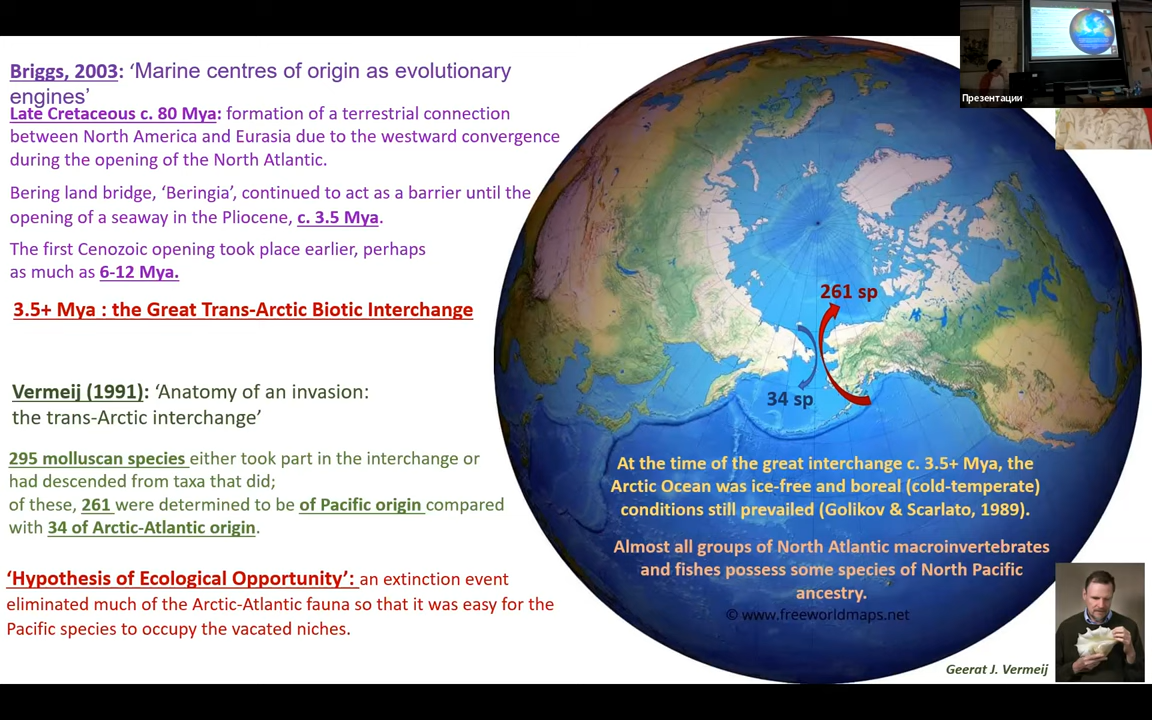 Briggs, 2003: ‘Marine centres of origin as evolutionary
engines’
Late Cretaceous c. 80 Mya: formation of a terrestrial connection
between North America and Eurasia due to the westward convergence
during the opening of the North Atlantic.
Bering land bridge, ‘Beringia’, continued to act as a barrier until the
opening of a seaway in the Pliocene, c. 3.5 Mya.
The first Cenozoic opening took place earlier, perhaps
as much as 6-12 Mya.
3.5+ Mya : the Great Trans-Arctic Biotic Interchange
Vermeij (1991): ‘Anatomy of an invasion:
the trans-Arctic interchange’
295 molluscan species either took part in the interchange or
had descended from taxa that did;
of these, 261 were determined to be of Pacific origin compared
with 34 of Arctic-Atlantic origin.
‘Hypothesis of Ecological Opportunity’: an extinction event
eliminated much of the Arctic-Atlantic fauna so that it was easy for the
Pacific species to occupy the vacated niches.
Презентации
261 sp
34 sp
At the time of the great interchange c. 3.5+ Mya, the
Arctic Ocean was ice-free and boreal (cold-temperate)
conditions still prevailed (Golikov & Scarlato, 1989).
Almost all groups of North Atlantic macroinvertebrates
and fishes possess some species of North Pacific
ancestry.
© www.freeworldmaps.net
Geerat J. Vermeij